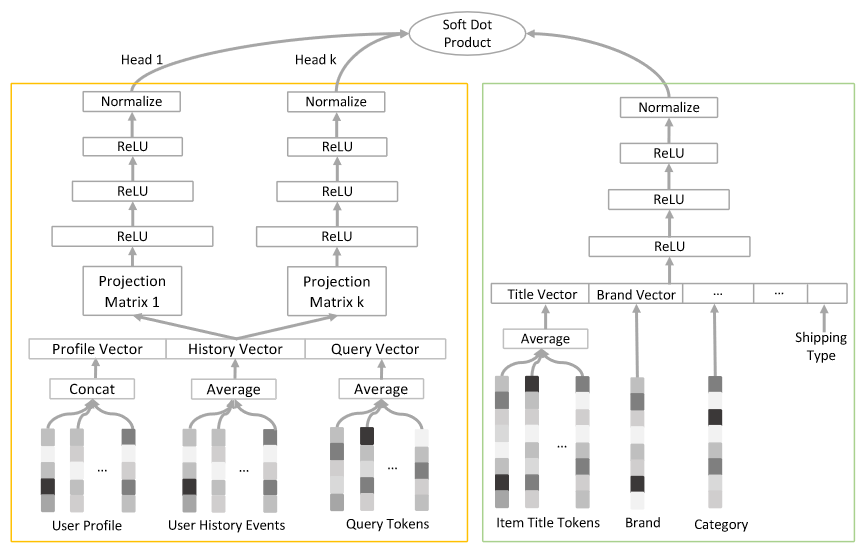 Soft Dot
Product
Head 1
Head k
Normalize
Normalize
Normalize
ReLU
ReLU
ReLU
ReLU
ReLU
ReLU
ReLU
ReLU
ReLU
Projection
Matrix 1
Projection
Matrix k
Title Vector
Brand Vector
...
...
Profile Vector
History Vector
Query Vector
Average
Shipping
Type
Concat
Average
Average
...
...
...
...
User Profile
User History Events
Query Tokens
Item Title Tokens
Brand
Category